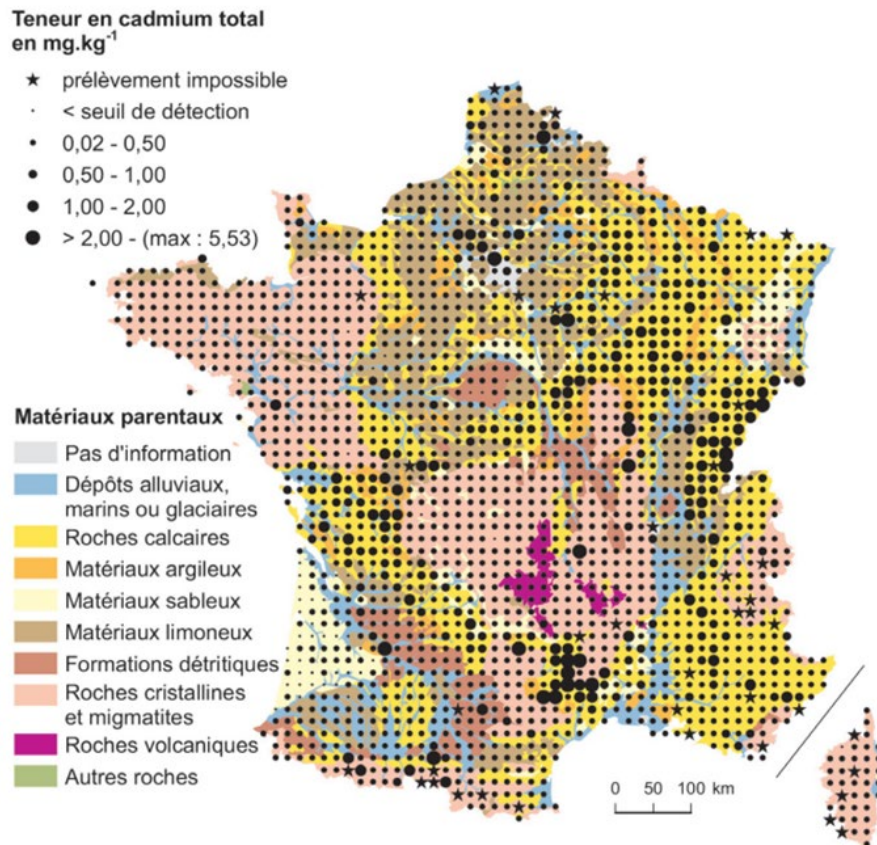 Teneur en cadmium total
en mg.kg-1
prélèvement impossible
< seuil de détection
0,02 - 0,50
0,50 - 1,00
1,00 - 2,00
> 2,00 - (max : 5,53)
Matériaux parentaux
Pas d'information
Dépôts alluviaux,
marins ou glaciaires
Roches calcaires
Matériaux argileux
Matériaux sableux
Matériaux limoneux
Formations détritiques
Roches cristallines
et migmatites
Roches volcaniques
Autres roches
0 50 100 km